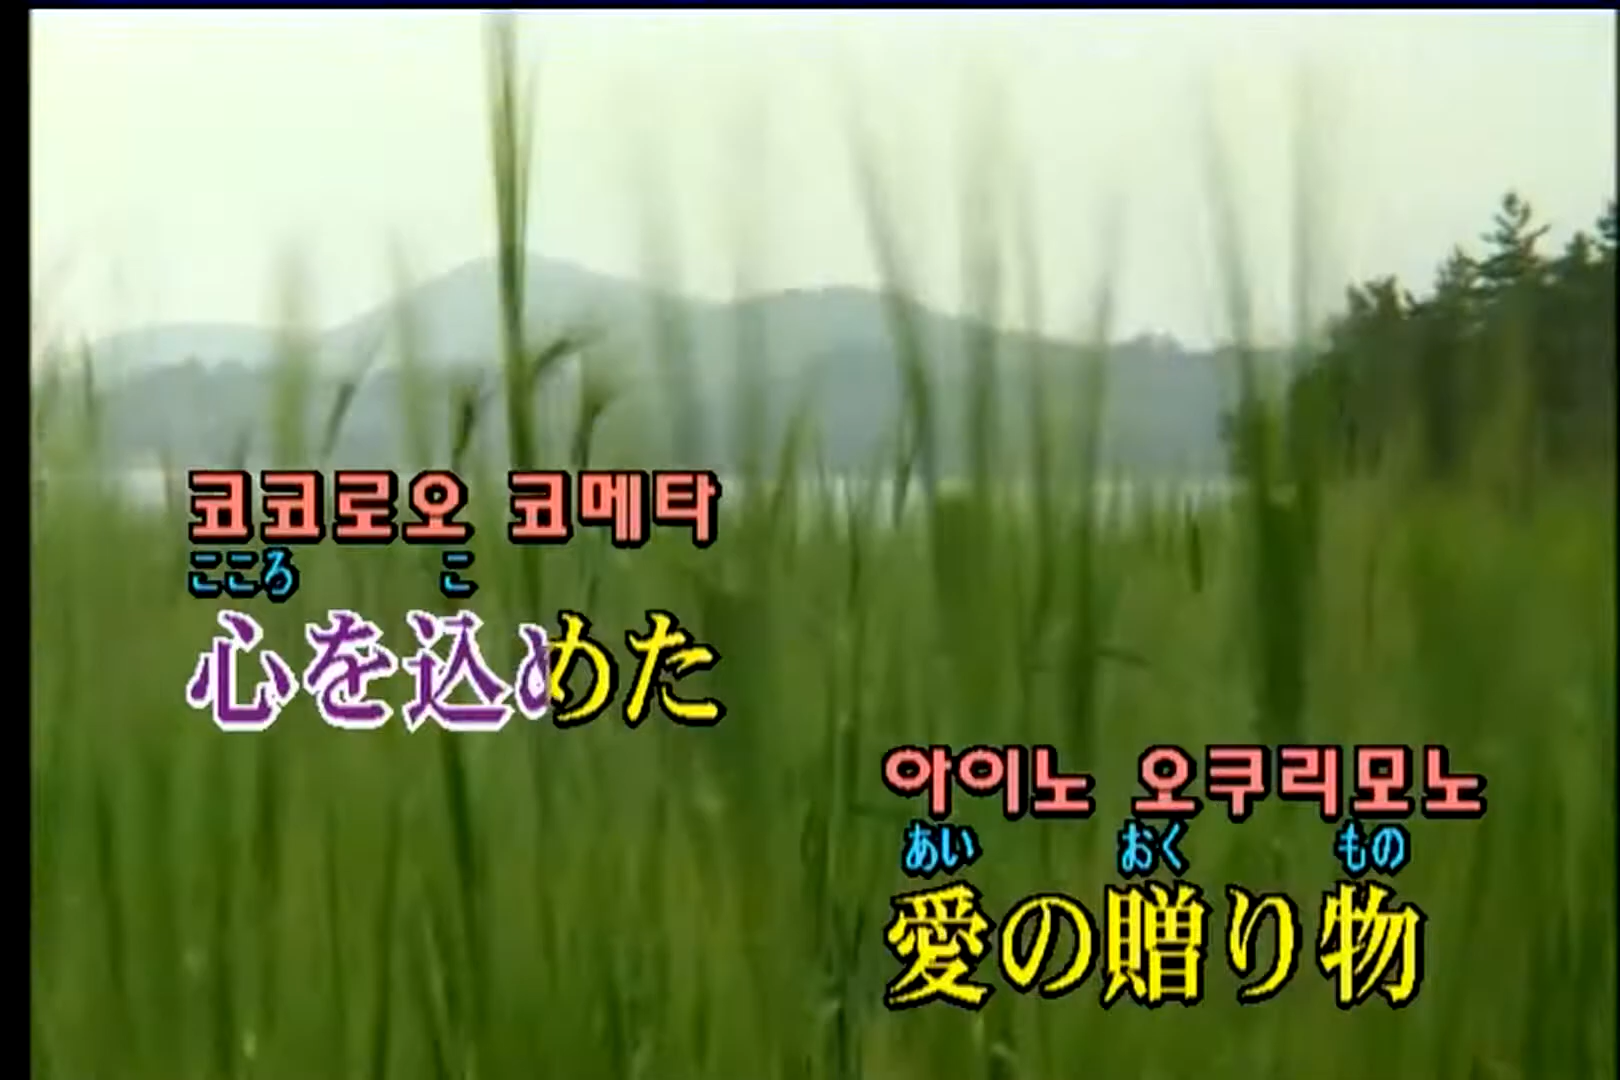 코코로오 코메타
こころ こ
心を込めた
아이노 오쿠리모노
あい おく もの
愛の贈り物